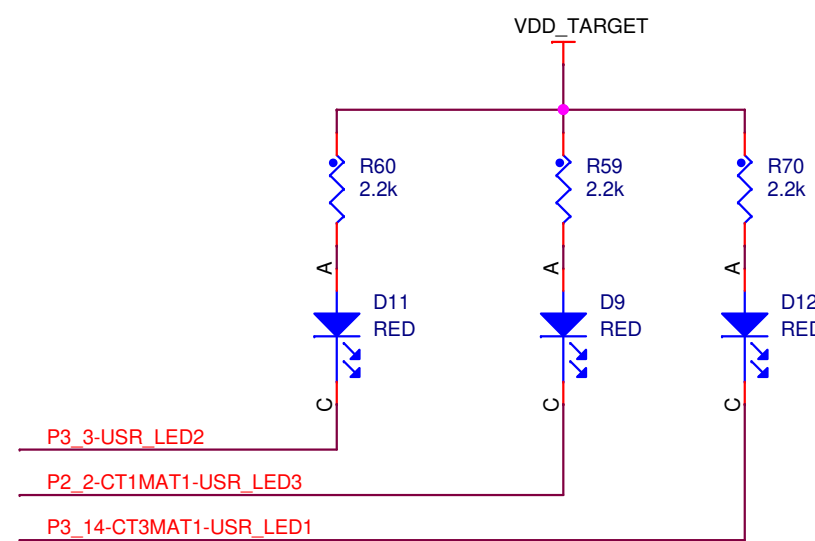 VDD_TARGET
R60
2.2k
R59
2.2k
R70
2.2k
A
A
A
D11
RED
D9
RED
D12
RED
C
C
C
P3_3-USR_LED2
P2_2-CT1MAT1-USR_LED3
P3_14-CT3MAT1-USR_LED1